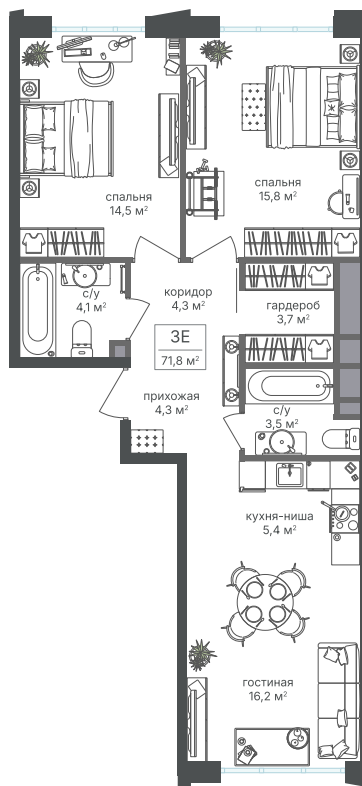 спальня
14,5 м²
спальня
15,8 м²
с/у
4,1 м²
коридор
4,3 м²
гардероб
3,7 м²
3Е
71,8 м²
прихожая
4,3 м²
с/у
3,5 м²
кухня-ниша
5,4 м²
гостиная
16,2 м²